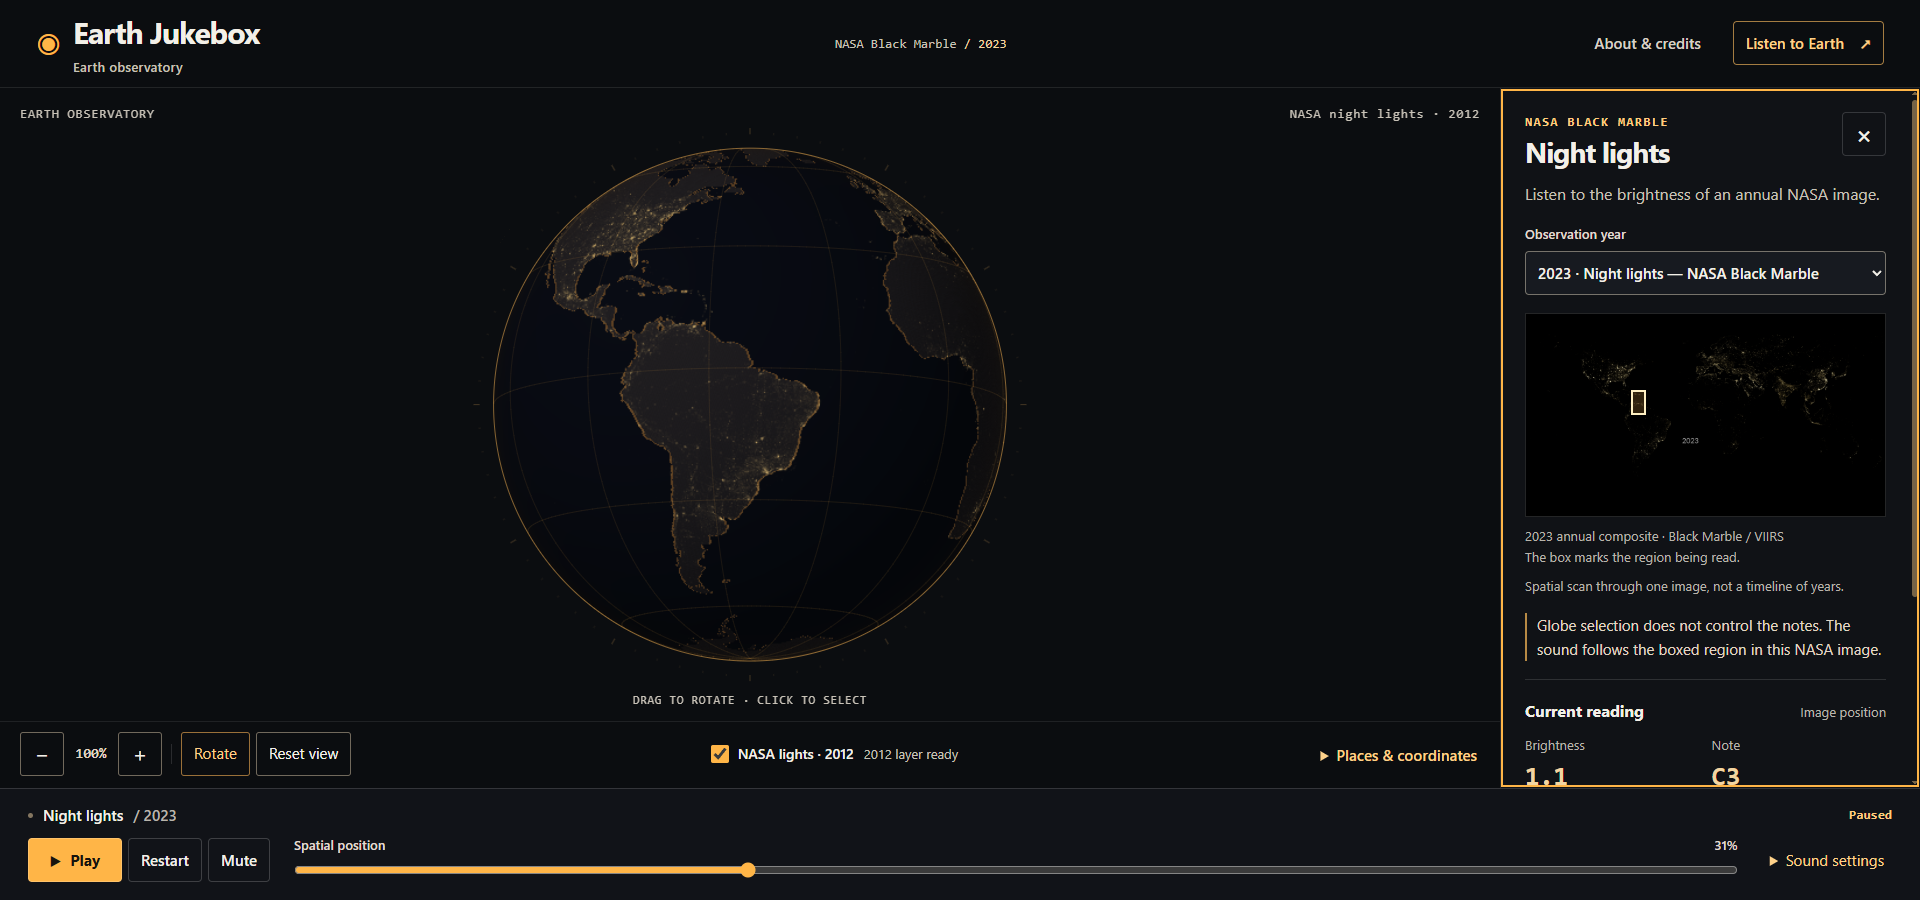 Earth Jukebox
Earth observatory
NASA Black Marble / 2023
About & credits
Listen to Earth ↗
EARTH OBSERVATORY
NASA night lights · 2012
DRAG TO ROTATE · CLICK TO SELECT
− 100% +
Rotate
Reset view
NASA lights · 2012 2012 layer ready
▶ Places & coordinates
NASA BLACK MARBLE
×
Night lights
Listen to the brightness of an annual NASA image.
Observation year
2023 · Night lights — NASA Black Marble
2023
2023 annual composite · Black Marble / VIIRS
The box marks the region being read.
Spatial scan through one image, not a timeline of years.
Globe selection does not control the notes. The
sound follows the boxed region in this NASA image.
Current reading
Image position
Brightness
Note
1.1
C3
• Night lights / 2023
Paused
▶ Play
Restart
Mute
Spatial position
31%
▶ Sound settings